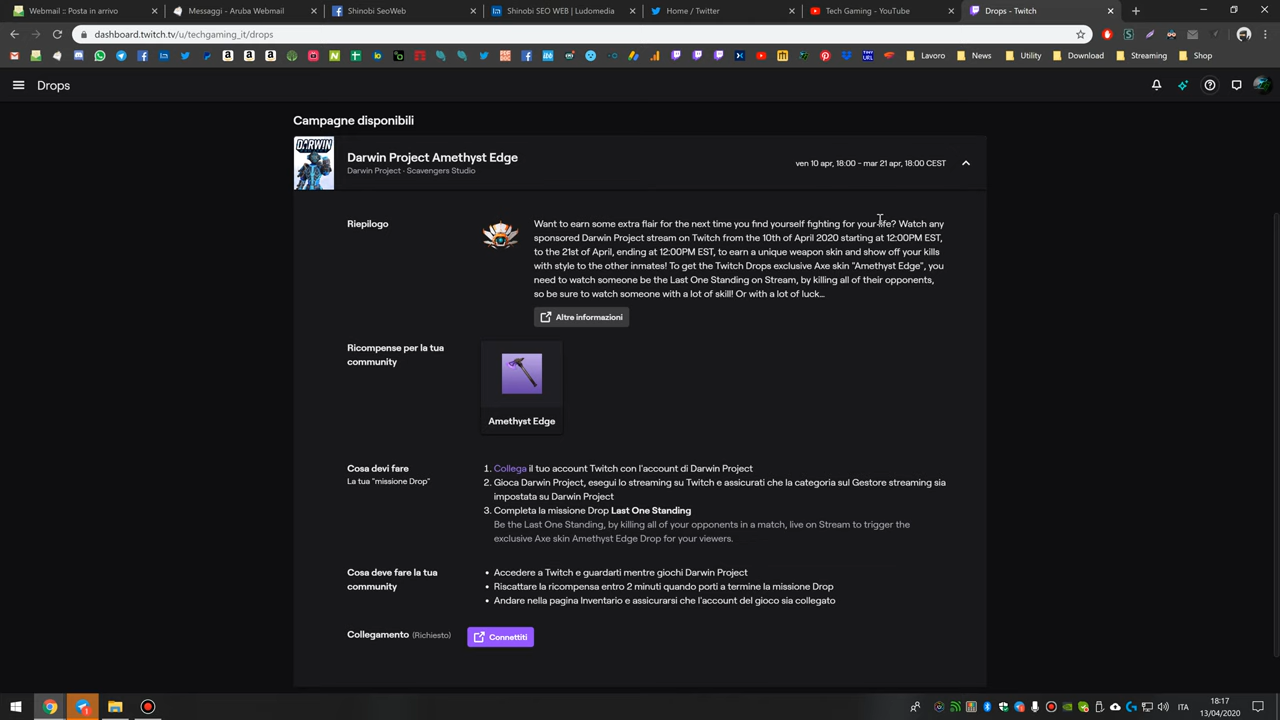 Webmail :: Posta in arrivo
Messaggi - Aruba Webmail
Shinobi SeoWeb
Shinobi SEO WEB | Ludomedia
Home / Twitter
Tech Gaming - YouTube
Drops - Twitch
dashboard.twitch.tv/u/techgaming_it/drops
Lavoro
News
Utility
Download
Streaming
Shop
Drops
Campagne disponibili
DARWIN
Darwin Project Amethyst Edge
Darwin Project · Scavengers Studio
ven 10 apr, 18:00 – mar 21 apr, 18:00 CEST
Riepilogo
Want to earn some extra flair for the next time you find yourself fighting for your life? Watch any
sponsored Darwin Project stream on Twitch from the 10th of April 2020 starting at 12:00PM EST,
to the 21st of April, ending at 12:00PM EST, to earn a unique weapon skin and show off your kills
with style to the other inmates! To get the Twitch Drops exclusive Axe skin "Amethyst Edge", you
need to watch someone be the Last One Standing on Stream, by killing all of their opponents,
so be sure to watch someone with a lot of skill! Or with a lot of luck...
Altre informazioni
Ricompense per la tua
community
Amethyst Edge
Cosa devi fare
La tua "missione Drop"
1. Collega il tuo account Twitch con l'account di Darwin Project
2. Gioca Darwin Project, esegui lo streaming su Twitch e assicurati che la categoria sul Gestore streaming sia
impostata su Darwin Project
3. Completa la missione Drop Last One Standing
Be the Last One Standing, by killing all of your opponents in a match, live on Stream to trigger the
exclusive Axe skin Amethyst Edge Drop for your viewers.
Cosa deve fare la tua
community
• Accedere a Twitch e guardarti mentre giochi Darwin Project
• Riscattare la ricompensa entro 2 minuti quando porti a termine la missione Drop
• Andare nella pagina Inventario e assicurarsi che l'account del gioco sia collegato
Collegamento (Richiesto)
Connettiti
ITA
18:17
13/04/2020